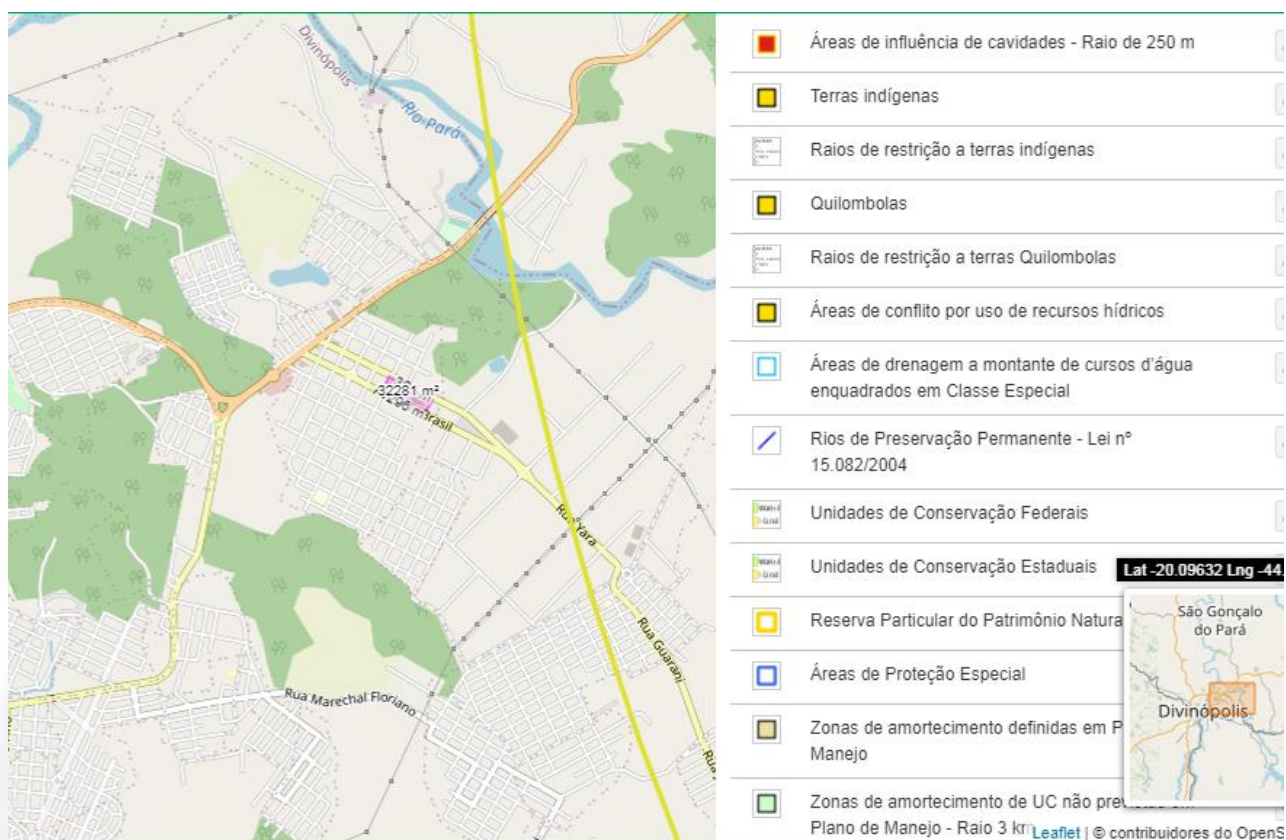 Divinópolis
Rio Pará
32281 m²
Brasil
Rua Yara
Rua Guarani
Rua Marechal Floriano
Rua
Áreas de influência de cavidades - Raio de 250 m
Terras indígenas
Raios de restrição a terras indígenas
Quilombolas
Raios de restrição a terras Quilombolas
Áreas de conflito por uso de recursos hídricos
Áreas de drenagem a montante de cursos d'água
enquadrados em Classe Especial
Rios de Preservação Permanente - Lei nº
15.082/2004
Unidades de Conservação Federais
Unidades de Conservação Estaduais
Lat -20.09632 Lng -44.
Reserva Particular do Patrimônio Natura
São Gonçalo
do Pará
Áreas de Proteção Especial
Divinópolis
Zonas de amortecimento definidas em P
Manejo
Zonas de amortecimento de UC não
Plano de Manejo - Raio 3 km
Leaflet | © contribuidores do OpenS